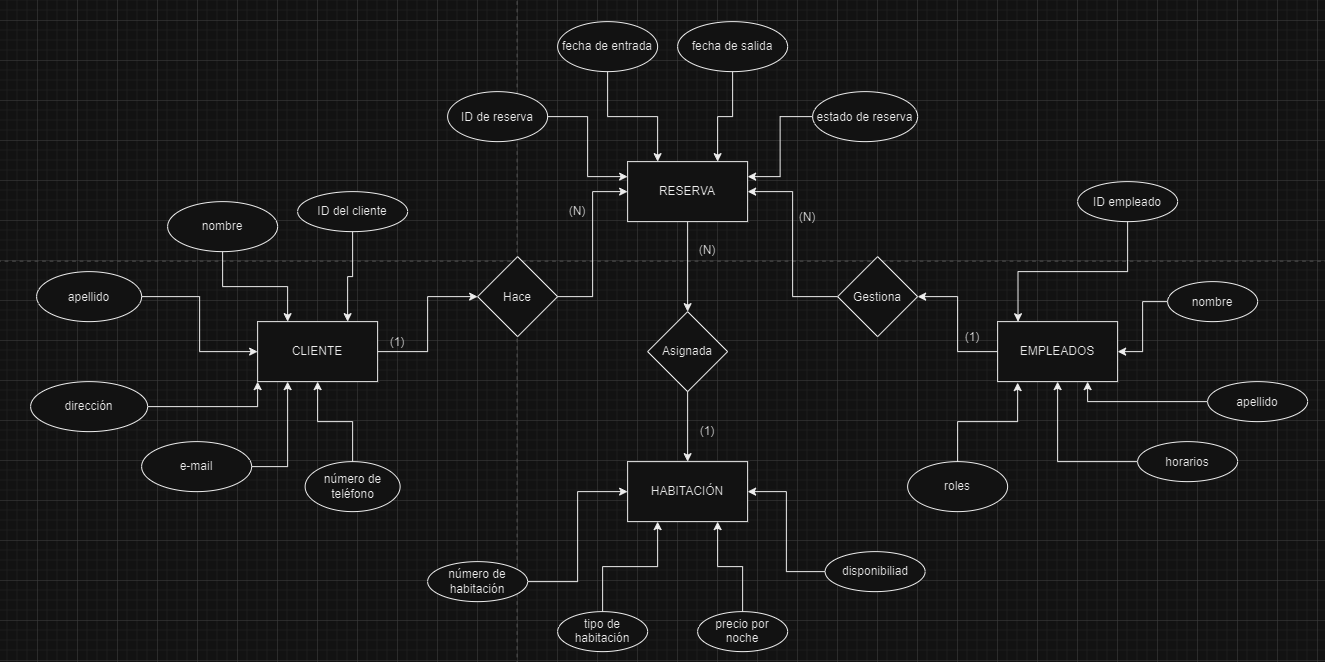 fecha de entrada
fecha de salida
ID de reserva
estado de reserva
RESERVA
ID del cliente
nombre
(N)
(N)
ID empleado
(N)
apellido
Hace
Gestiona
nombre
(1)
(1)
CLIENTE
Asignada
EMPLEADOS
dirección
apellido
(1)
e-mail
número de
teléfono
horarios
roles
HABITACIÓN
número de
habitación
disponibiliad
tipo de
habitación
precio por
noche